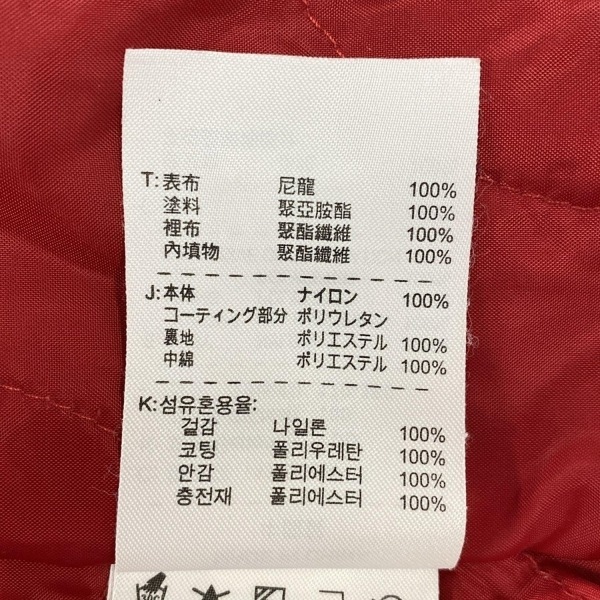 T:表布 尼龍 100%
塗料 聚亞胺酯 100%
裡布 聚酯纖維 100%
內填物 聚酯纖維 100%
J:本体 ナイロン 100%
コーティング部分 ポリウレタン
裏地 ポリエステル 100%
中綿 ポリエステル 100%
K:섬유혼용율:
겉감 나일론 100%
코팅 폴리우레탄 100%
안감 폴리에스터 100%
충전재 폴리에스터 100%